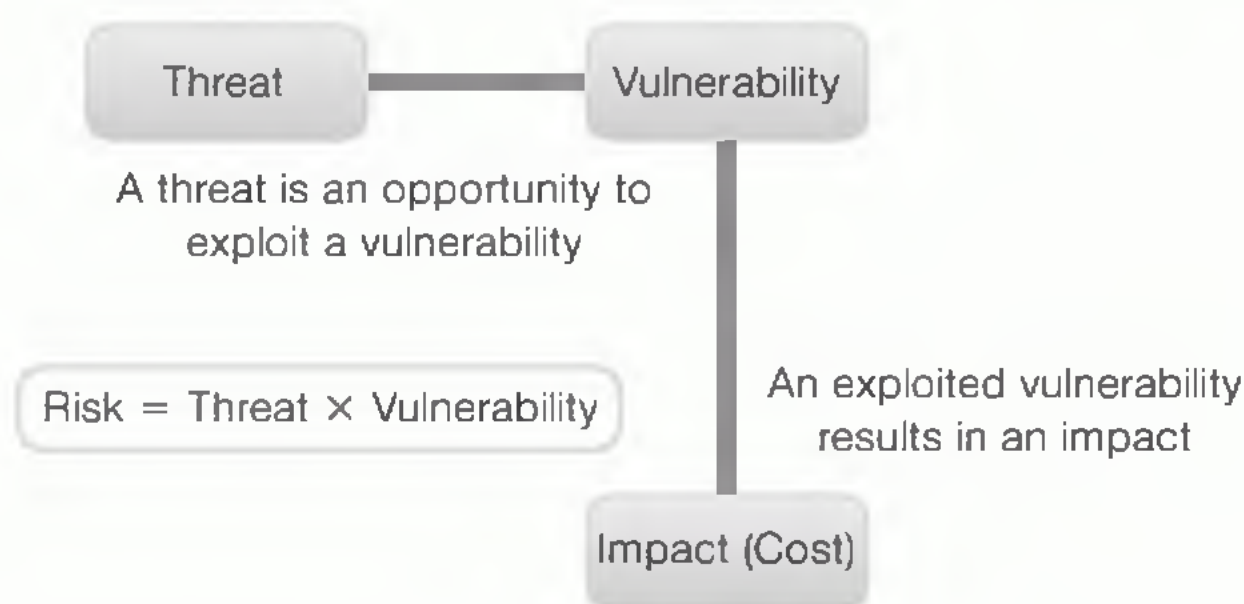 Threat
Vulnerability
A threat is an opportunity to
exploit a vulnerability
Risk = Threat × Vulnerability
An exploited vulnerability
results in an impact
Impact (Cost)